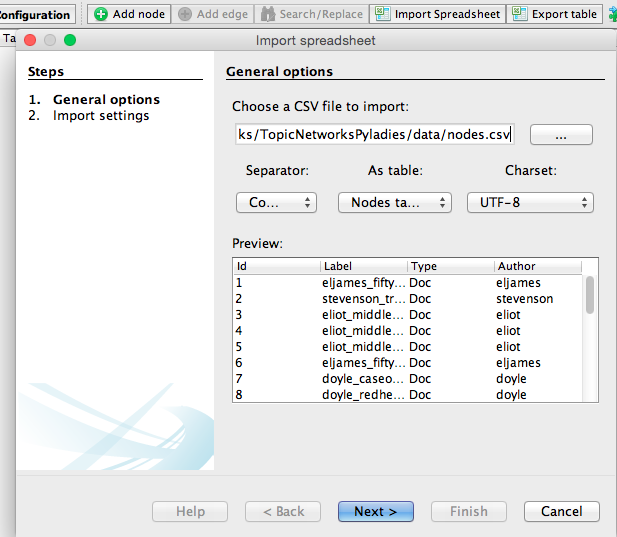 onfiguration Add node Add edge Search/Replace Import Spreadsheet Export table
Ta
Import spreadsheet
Steps
1. General options
2. Import settings
General options
Choose a CSV file to import:
ks/TopicNetworksPyladies/data/nodes.csv ...
Separator: As table: Charset:
Co... Nodes ta... UTF-8
Preview:
Id Label Type Author
1 eljames_fifty... Doc eljames
2 stevenson_tr... Doc stevenson
3 eliot_middle... Doc eliot
4 eliot_middle... Doc eliot
5 eliot_middle... Doc eliot
6 eljames_fifty... Doc eljames
7 doyle_caseo... Doc doyle
8 doyle_redhe... Doc doyle
Help < Back Next > Finish Cancel